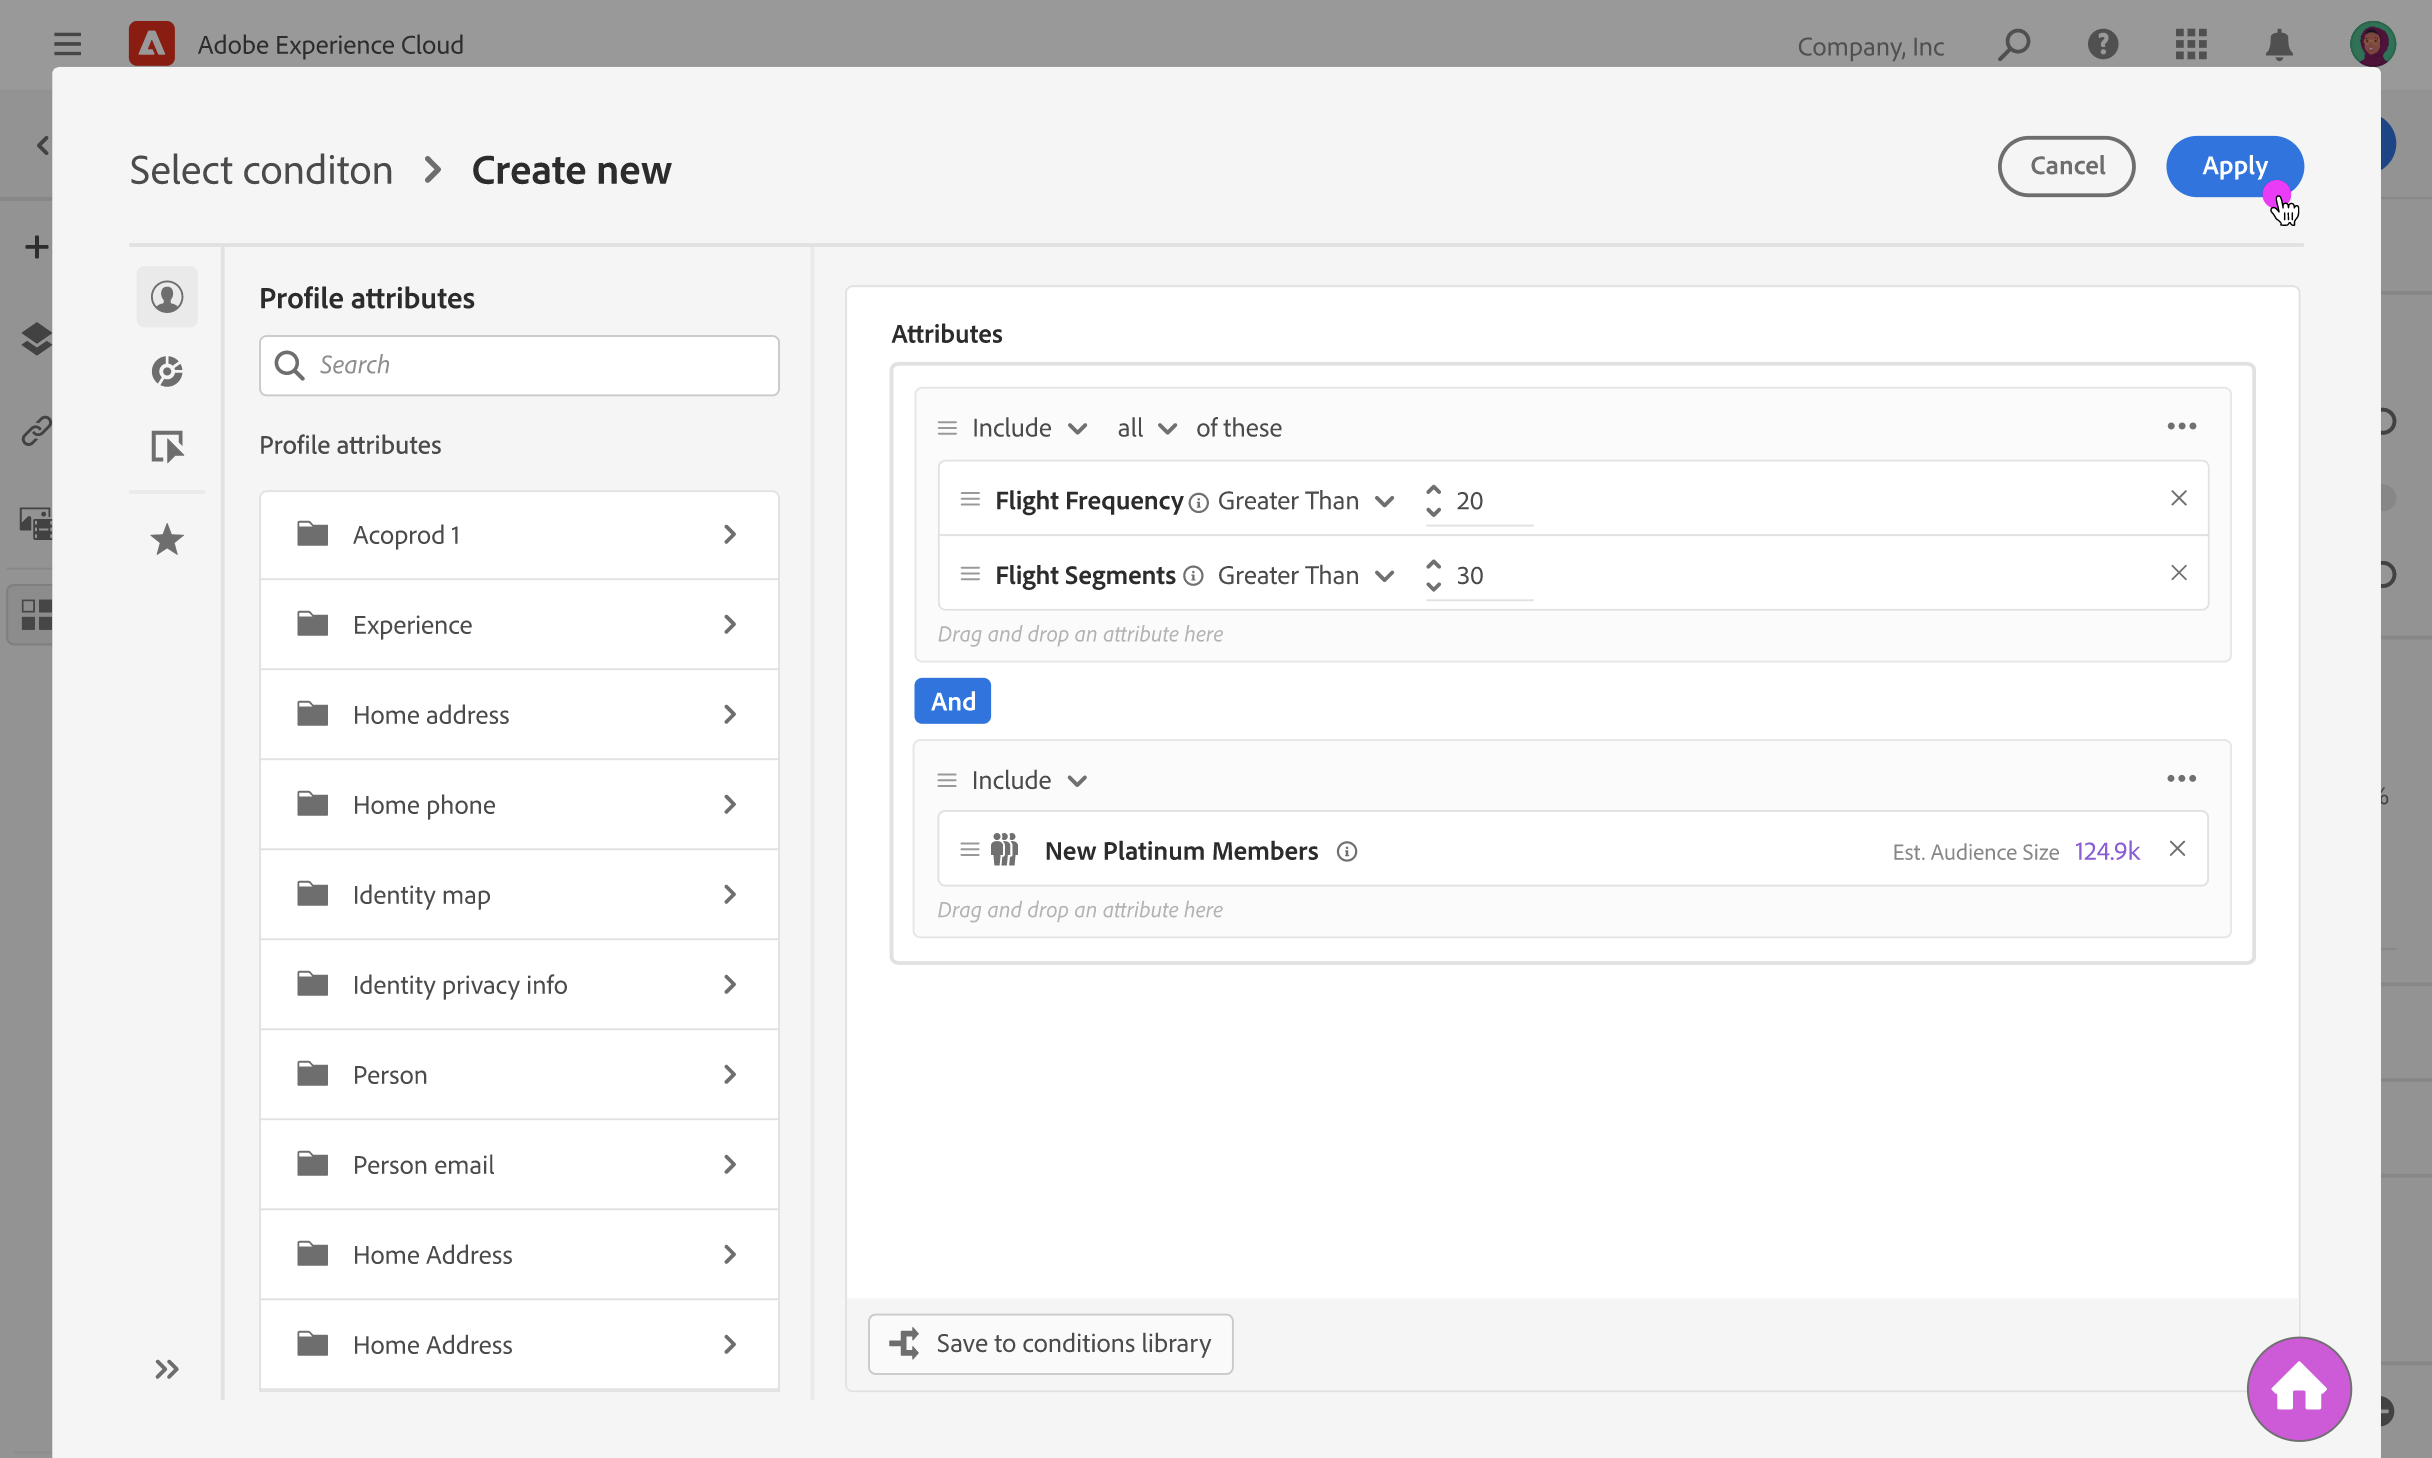 Adobe Experience Cloud
Company, Inc
Select conditon > Create new
Cancel
Apply
Profile attributes
Search
Profile attributes
Acoprod 1
Experience
Home address
Home phone
Identity map
Identity privacy info
Person
Person email
Home Address
Home Address
Attributes
Include all of these
Flight Frequency Greater Than 20
Flight Segments Greater Than 30
Drag and drop an attribute here
And
Include
New Platinum Members Est. Audience Size 124.9k
Drag and drop an attribute here
Save to conditions library
%